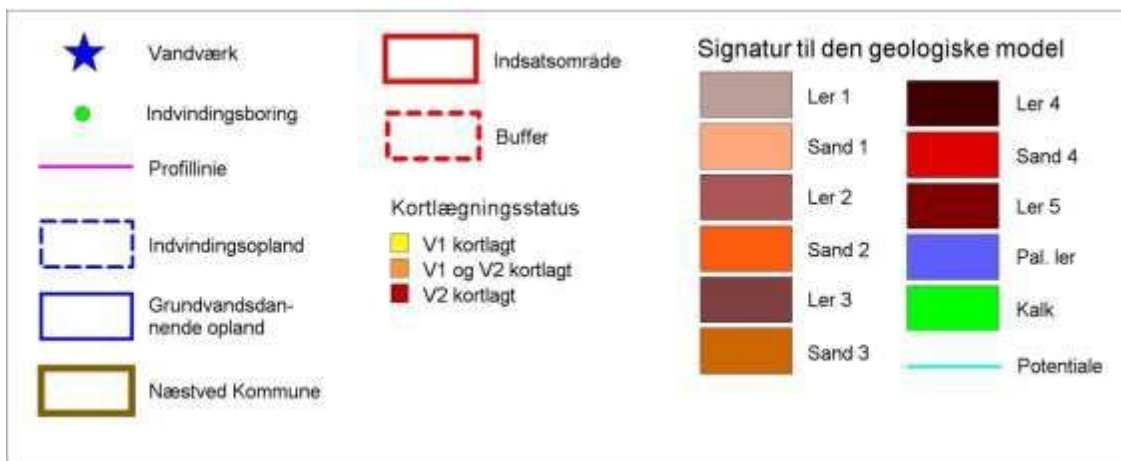 Vandværk
Indvindingsboring
Profillinie
Indvindingsopland
Grundvandsdan-
nende opland
Næstved Kommune
Indsatsområde
Buffer
Kortlægningsstatus
V1 kortlagt
V1 og V2 kortlagt
V2 kortlagt
Signatur til den geologiske model
Ler 1
Sand 1
Ler 2
Sand 2
Ler 3
Sand 3
Ler 4
Sand 4
Ler 5
Pal. ler
Kalk
Potentiale